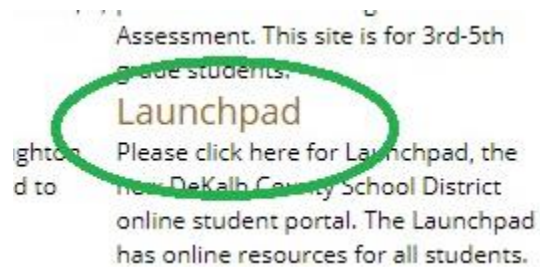 Assessment. This site is for 3rd-5th
grade students.
Launchpad
Please click here for Launchpad, the
d to
new DeKalb County School District
online student portal. The Launchpad
has online resources for all students.